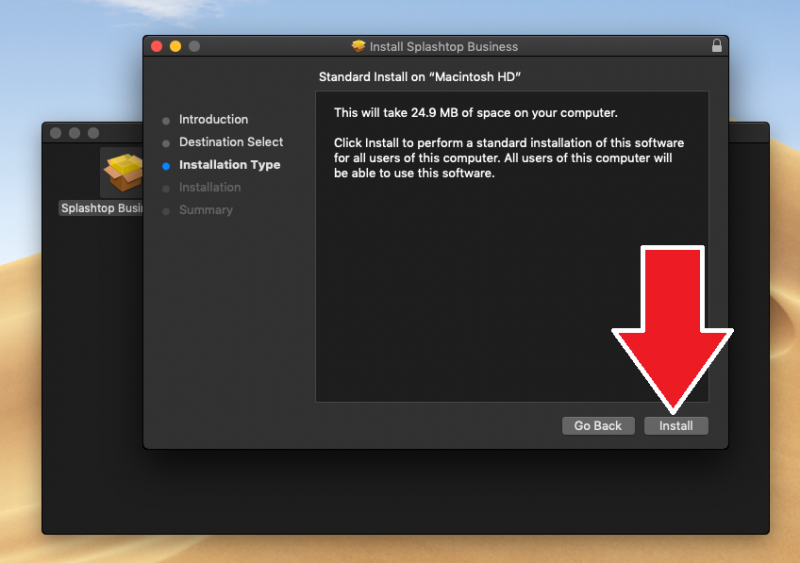 Install Splashtop Business
Standard Install on “Macintosh HD”
Introduction
Destination Select
Installation Type
Installation
Summary
This will take 24.9 MB of space on your computer.
Click Install to perform a standard installation of this software
for all users of this computer. All users of this computer will
be able to use this software.
Splashtop Busi
Go Back
Install